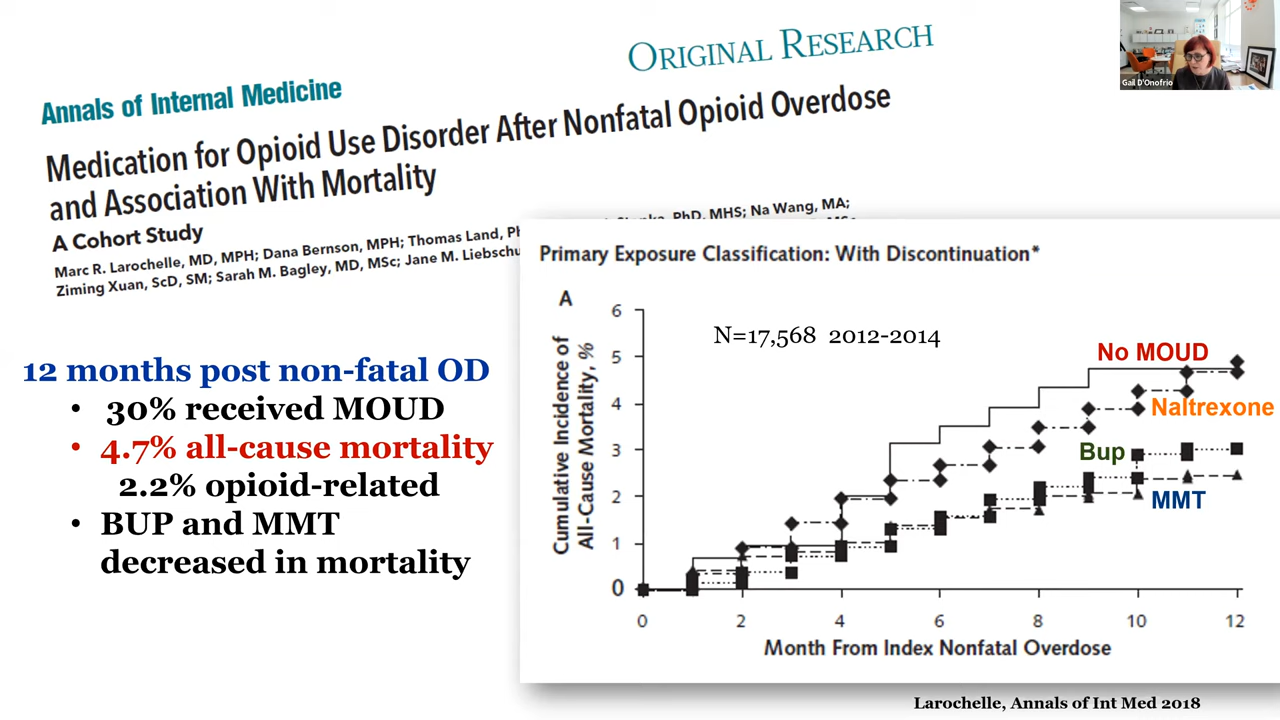 Original Research
Annals of Internal Medicine
Medication for Opioid Use Disorder After Nonfatal Opioid Overdose
and Association With Mortality
A Cohort Study
Marc R. Larochelle, MD, MPH; Dana Bernson, MPH; Thomas Land, Ph
PhD, MHS; Na Wang, MA;
Ziming Xuan, ScD, SM; Sarah M. Bagley, MD, MSc; Jane M. Liebschu
Gail D'Onofrio
12 months post non-fatal OD
• 30% received MOUD
• 4.7% all-cause mortality
2.2% opioid-related
• BUP and MMT
decreased in mortality
Primary Exposure Classification: With Discontinuation*
A
N=17,568 2012-2014
Cumulative Incidence of
All-Cause Mortality, %
6
5
4
3
2
1
0
No MOUD
Naltrexone
Bup
MMT
0 2 4 6 8 10 12
Month From Index Nonfatal Overdose
Larochelle, Annals of Int Med 2018